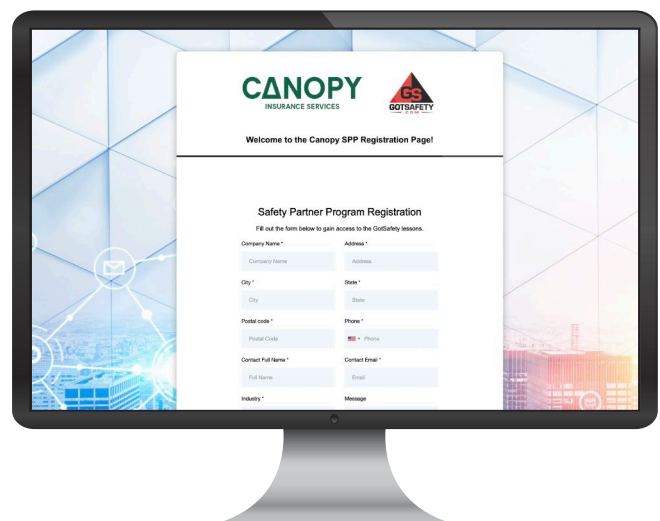 CANOPY
INSURANCE SERVICES
GS
GOTSAFETY
.COM
Welcome to the Canopy SPP Registration Page!
Safety Partner Program Registration
Fill out the form below to gain access to the GotSafety lessons.
Company Name * Address *
Company Name Address
City * State *
City State
Postal code * Phone *
Postal Code Phone
Contact Full Name * Contact Email *
Full Name Email
Industry * Message